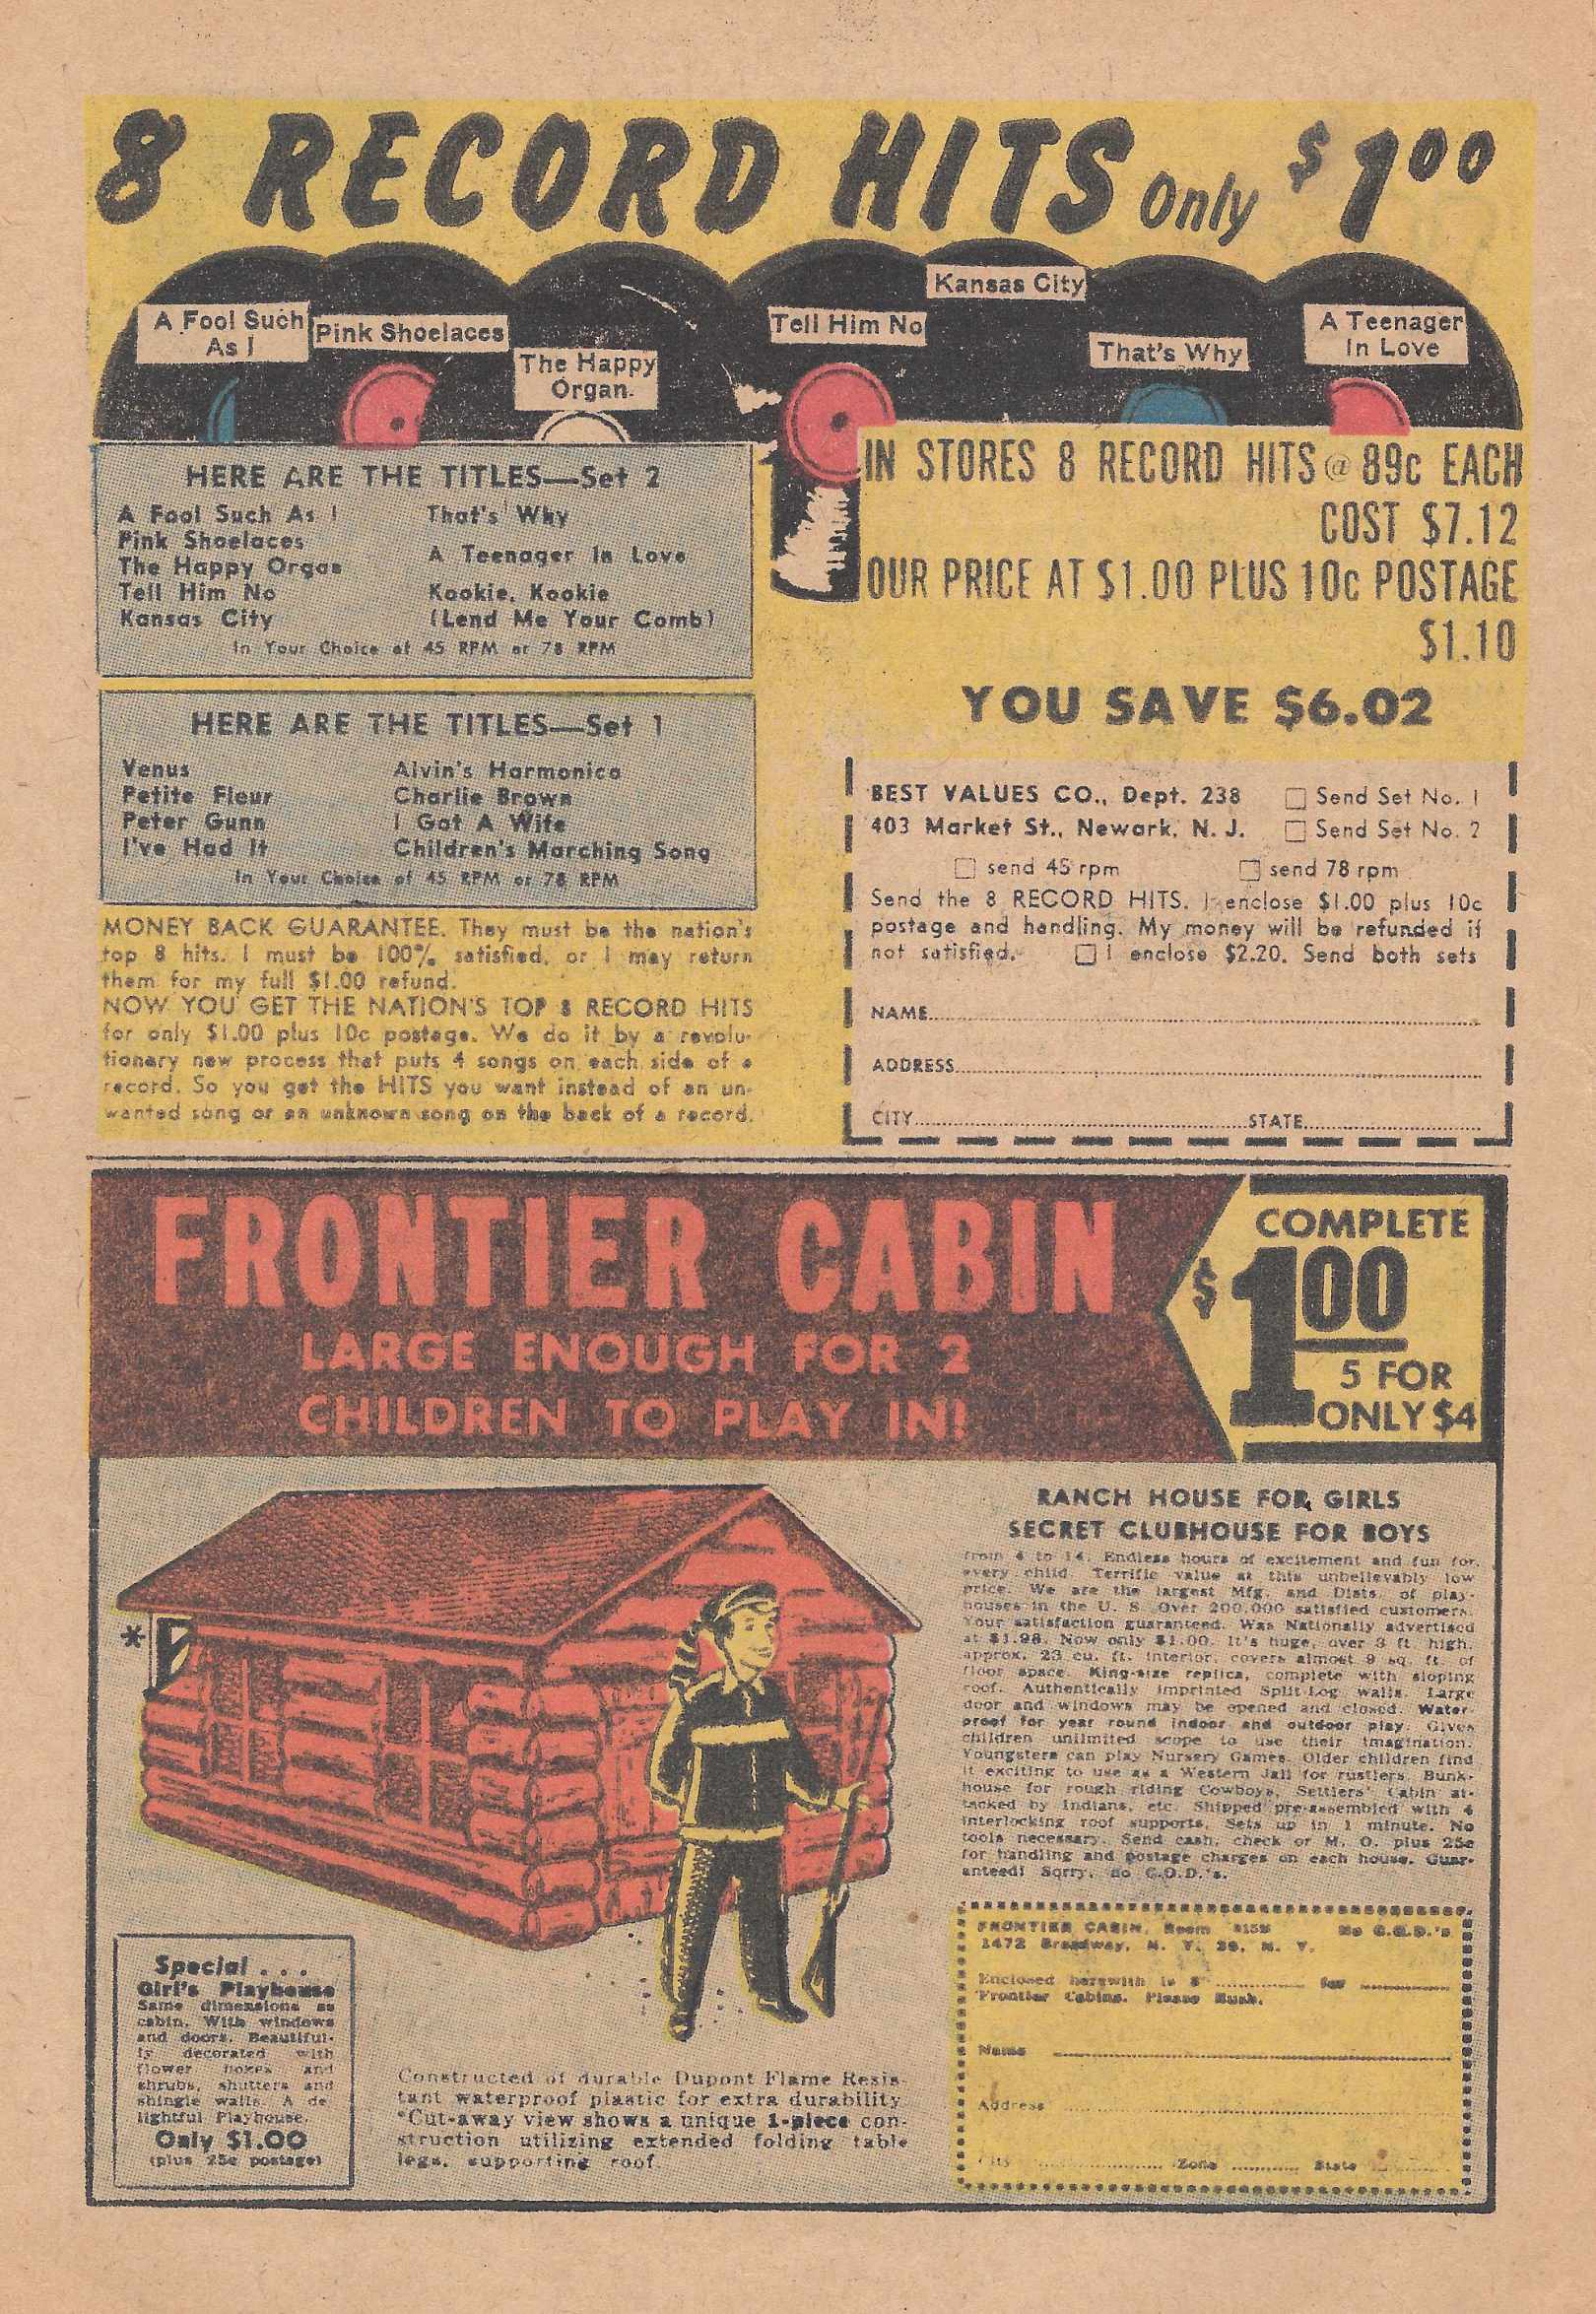 8 RECORD HITS Only $1.00
A Fool Such
As I
Pink Shoelaces
The Happy
Organ.
Tell Him No
Kansas City
That's Why
A Teenager
In Love
HERE ARE THE TITLES—Set 2
A Fool Such As I
Pink Shoelaces
The Happy Organ
Tell Him No
Kansas City
That's Why
A Teenager In Love
Kookie, Kookie
(Lend Me Your Comb)
In Your Choice of 45 RPM or 78 RPM
IN STORES 8 RECORD HITS @ 89c EACH
COST $7.12
OUR PRICE AT $1.00 PLUS 10c POSTAGE
$1.10
YOU SAVE $6.02
HERE ARE THE TITLES—Set 1
Venus
Petite Fleur
Peter Gunn
I've Had It
Alvin's Harmonica
Charlie Brown
I Got A Wife
Children's Marching Song
In Your Choice of 45 RPM or 78 RPM
MONEY BACK GUARANTEE. They must be the nation's
top 8 hits. I must be 100% satisfied, or I may return
them for my full $1.00 refund.
NOW YOU GET THE NATION'S TOP 8 RECORD HITS
for only $1.00 plus 10c postage. We do it by a revolu-
tionary new process that puts 4 songs on each side of a
record. So you get the HITS you want instead of an un-
wanted song or an unknown song on the back of a record.
BEST VALUES CO., Dept. 238 Send Set No. 1
403 Market St., Newark, N. J. Send Set No. 2
send 45 rpm send 78 rpm
Send the 8 RECORD HITS. I enclose $1.00 plus 10c
postage and handling. My money will be refunded if
not satisfied. I enclose $2.20. Send both sets
NAME
ADDRESS
CITY STATE
FRONTIER CABIN
LARGE ENOUGH FOR 2
CHILDREN TO PLAY IN!
COMPLETE
$1.00
5 FOR
ONLY $4
RANCH HOUSE FOR GIRLS
SECRET CLUBHOUSE FOR BOYS
from 4 to 14. Endless hours of excitement and fun for
every child. Terrific value at this unbelievably low
price. We are the largest Mfg. and Dists. of play-
houses in the U. S. Over 200,000 satisfied customers.
Your satisfaction guaranteed. Was Nationally advertised
at $1.98. Now only $1.00. It's huge, over 3 ft. high,
approx. 23 cu. ft. interior, covers almost 9 sq. ft. of
floor space. King-size replica, complete with sloping
roof. Authentically imprinted Split-Log walls. Large
door and windows may be opened and closed. Water-
proof for year round indoor and outdoor play. Gives
children unlimited scope to use their imagination.
Youngsters can play Nursery Games. Older children find
it exciting to use as a Western Jail for rustlers, Bunk-
house for rough riding Cowboys, Settlers' Cabin at-
tacked by Indians, etc. Shipped pre-assembled with 4
interlocking roof supports. Sets up in 1 minute. No
tools necessary. Send cash, check or M. O. plus 25c
for handling and postage charges on each house. Guar-
anteed! Sorry, no C.O.D.'s.
*
Special . . .
Girl's Playhouse
Same dimensions as
cabin. With windows
and doors. Beautiful-
ly decorated with
flower boxes and
shrubs, shutters and
shingle walls. A de
lightful Playhouse.
Only $1.00
(plus 25c postage)
Constructed of durable Dupont Flame Resis-
tant waterproof plastic for extra durability
*Cut-away view shows a unique 1-piece con-
struction utilizing extended folding table
legs, supporting roof.
FRONTIER CABIN, Room No C.O.D.'s
1472 Broadway, N. Y. 36, N. Y.
Enclosed herewith is $ for
Frontier Cabins. Please Rush.
Name
Address
City Zone State